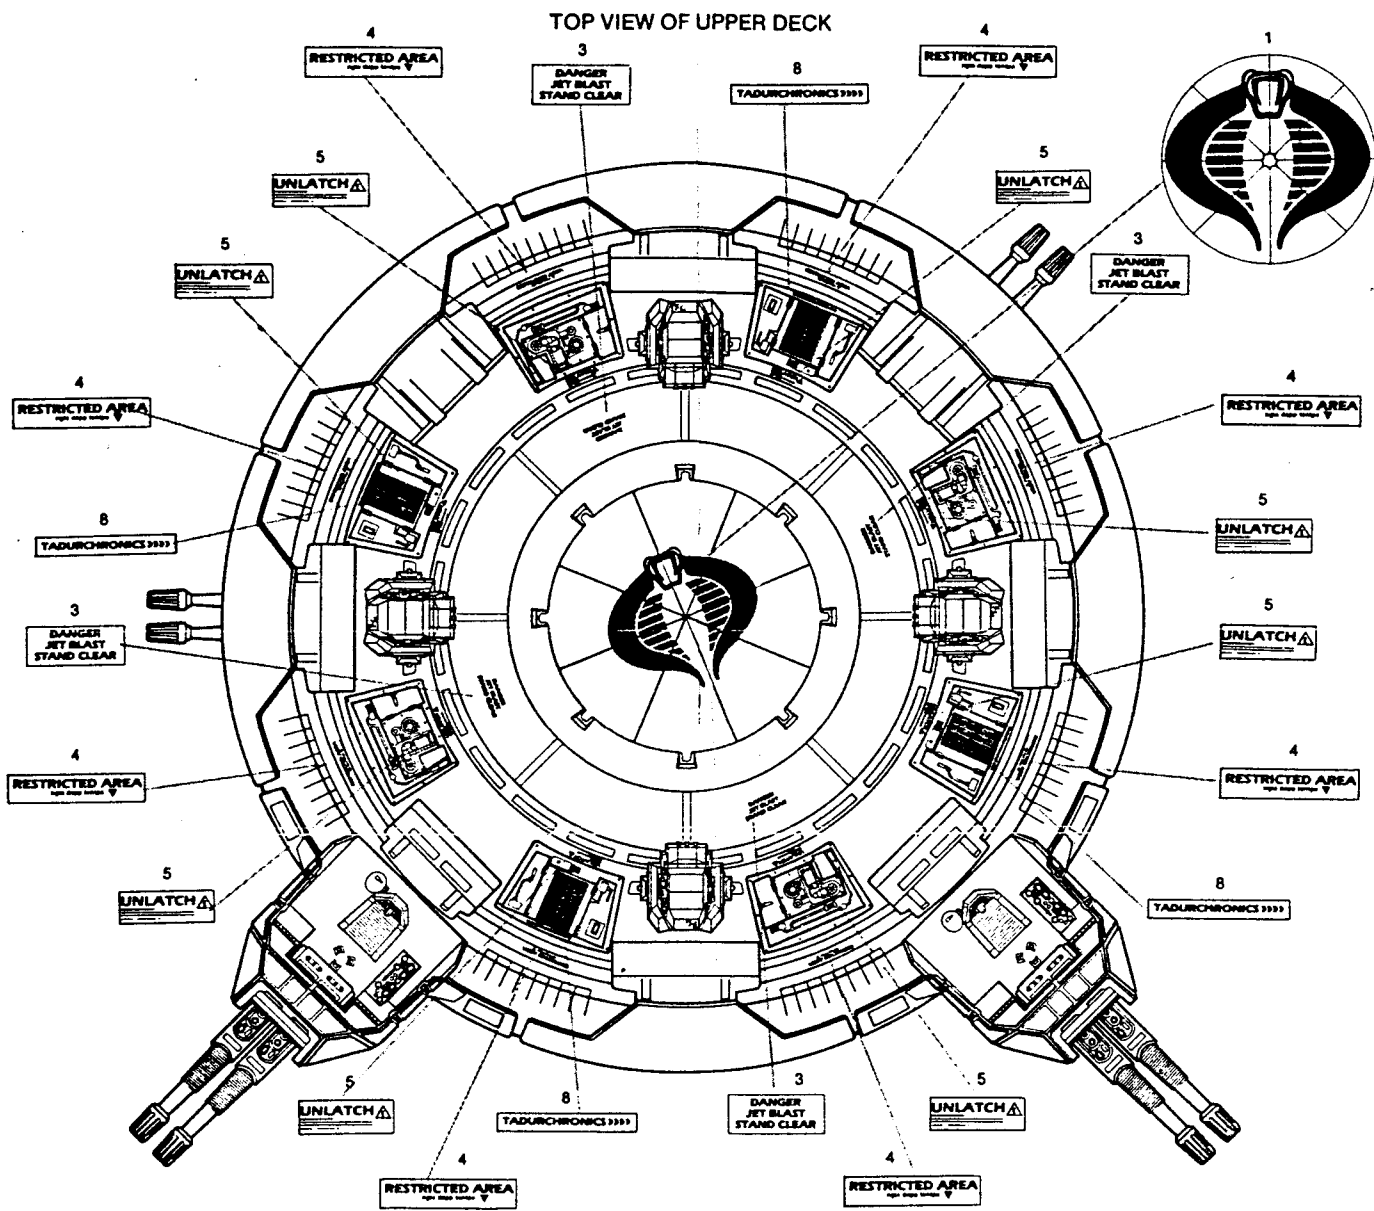 TOP VIEW OF UPPER DECK
4
RESTRICTED AREA
3
DANGER
JET BLAST
STAND CLEAR
8
TADURCHRONICS >>>>
4
RESTRICTED AREA
1
5
UNLATCH
5
UNLATCH
5
UNLATCH
3
DANGER
JET BLAST
STAND CLEAR
4
RESTRICTED AREA
4
RESTRICTED AREA
8
TADURCHRONICS >>>>
5
UNLATCH
3
DANGER
JET BLAST
STAND CLEAR
5
UNLATCH
4
RESTRICTED AREA
4
RESTRICTED AREA
5
UNLATCH
8
TADURCHRONICS >>>>
5
UNLATCH
8
TADURCHRONICS >>>>
3
DANGER
JET BLAST
STAND CLEAR
5
UNLATCH
4
RESTRICTED AREA
4
RESTRICTED AREA